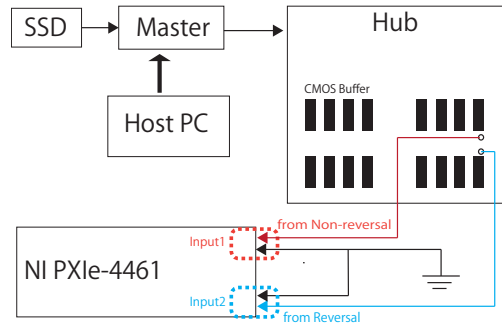 SSD
Master
Hub
CMOS Buffer
Host PC
from Non-reversal
Input1
NI PXIe-4461
Input2
from Reversal